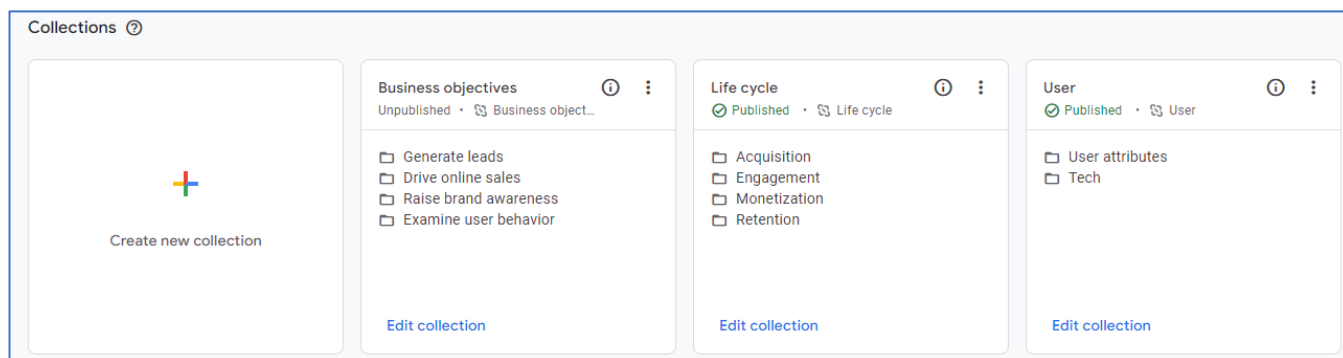 Collections
Create new collection
Business objectives
Unpublished • Business object...
Generate leads
Drive online sales
Raise brand awareness
Examine user behavior
Edit collection
Life cycle
Published • Life cycle
Acquisition
Engagement
Monetization
Retention
Edit collection
User
Published • User
User attributes
Tech
Edit collection